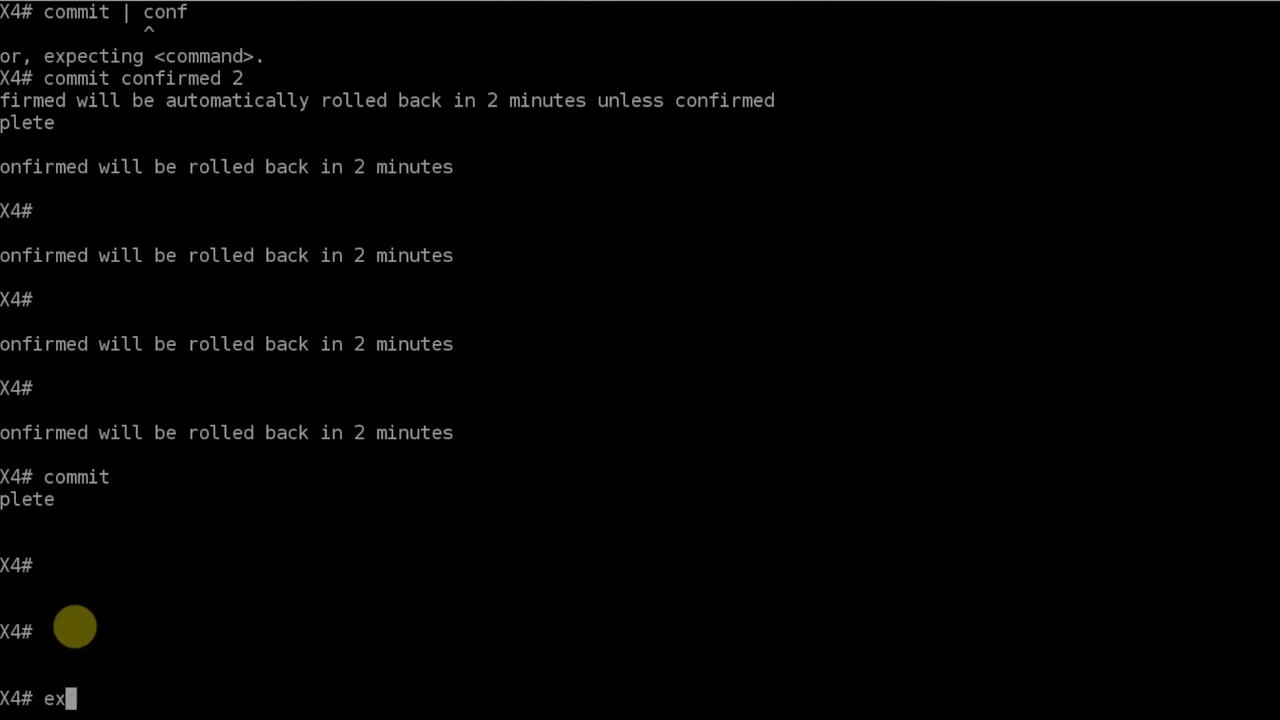 X4# commit | conf
^
or, expecting <command>.
X4# commit confirmed 2
firmed will be automatically rolled back in 2 minutes unless confirmed
plete
onfirmed will be rolled back in 2 minutes
X4#
onfirmed will be rolled back in 2 minutes
X4#
onfirmed will be rolled back in 2 minutes
X4#
onfirmed will be rolled back in 2 minutes
X4# commit
plete
X4#
X4#
X4# ex